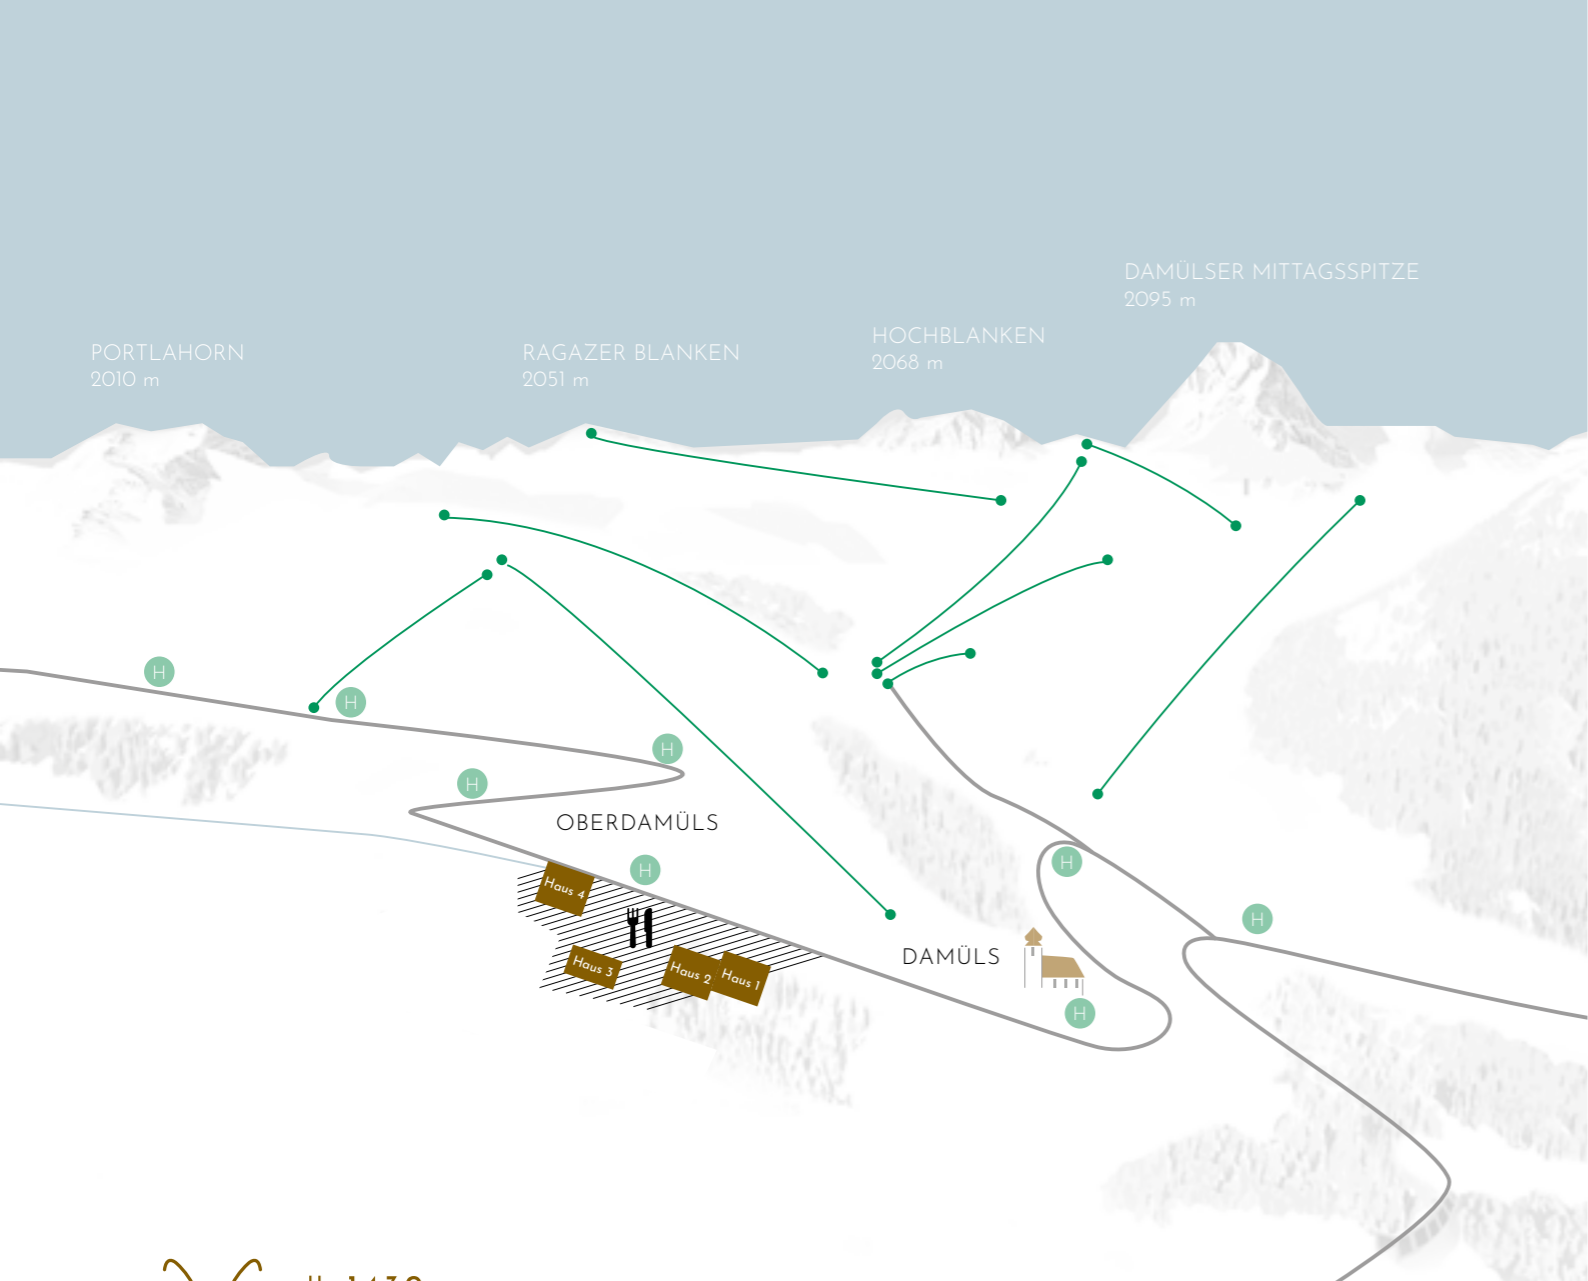 DAMÜLSER MITTAGSSPITZE
2095 m
HOCHBLANKEN
2068 m
PORTLAHORN
2010 m
RAGAZER BLANKEN
2051 m
H
H
H
H
OBERDAMÜLS
H
H
Haus 4
H
DAMÜLS
Haus 3
Haus 2
Haus 1
H